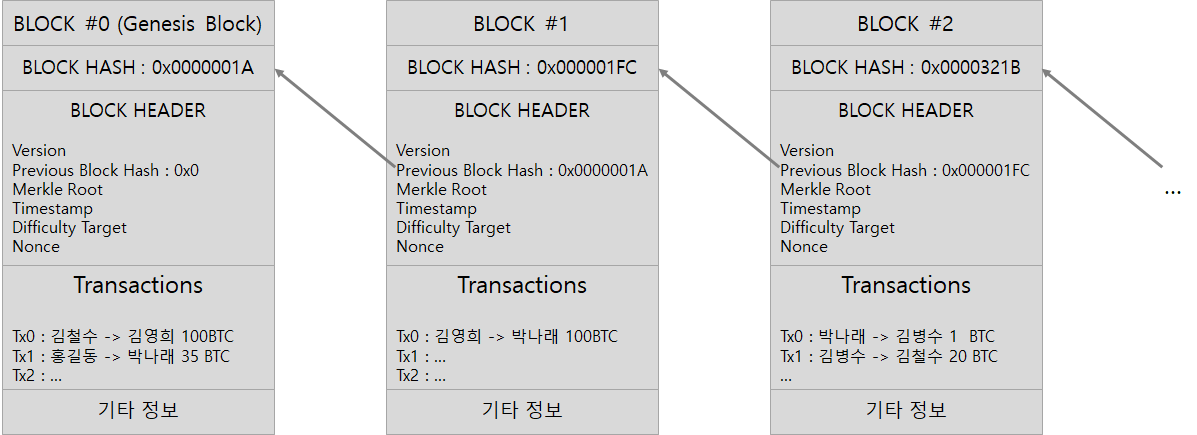 BLOCK #0 (Genesis Block)
BLOCK HASH : 0x0000001A
BLOCK HEADER
Version
Previous Block Hash : 0x0
Merkle Root
Timestamp
Difficulty Target
Nonce
Transactions
Tx0 : 김철수 -> 김영희 100BTC
Tx1 : 홍길동 -> 박나래 35 BTC
Tx2 : ...
기타 정보
BLOCK #1
BLOCK HASH : 0x000001FC
BLOCK HEADER
Version
Previous Block Hash : 0x0000001A
Merkle Root
Timestamp
Difficulty Target
Nonce
Transactions
Tx0 : 김영희 -> 박나래 100BTC
Tx1 : ...
Tx2 : ...
기타 정보
BLOCK #2
BLOCK HASH : 0x0000321B
BLOCK HEADER
Version
Previous Block Hash : 0x000001FC
Merkle Root
Timestamp
Difficulty Target
Nonce
Transactions
Tx0 : 박나래 -> 김병수 1 BTC
Tx1 : 김병수 -> 김철수 20 BTC
...
기타 정보
...